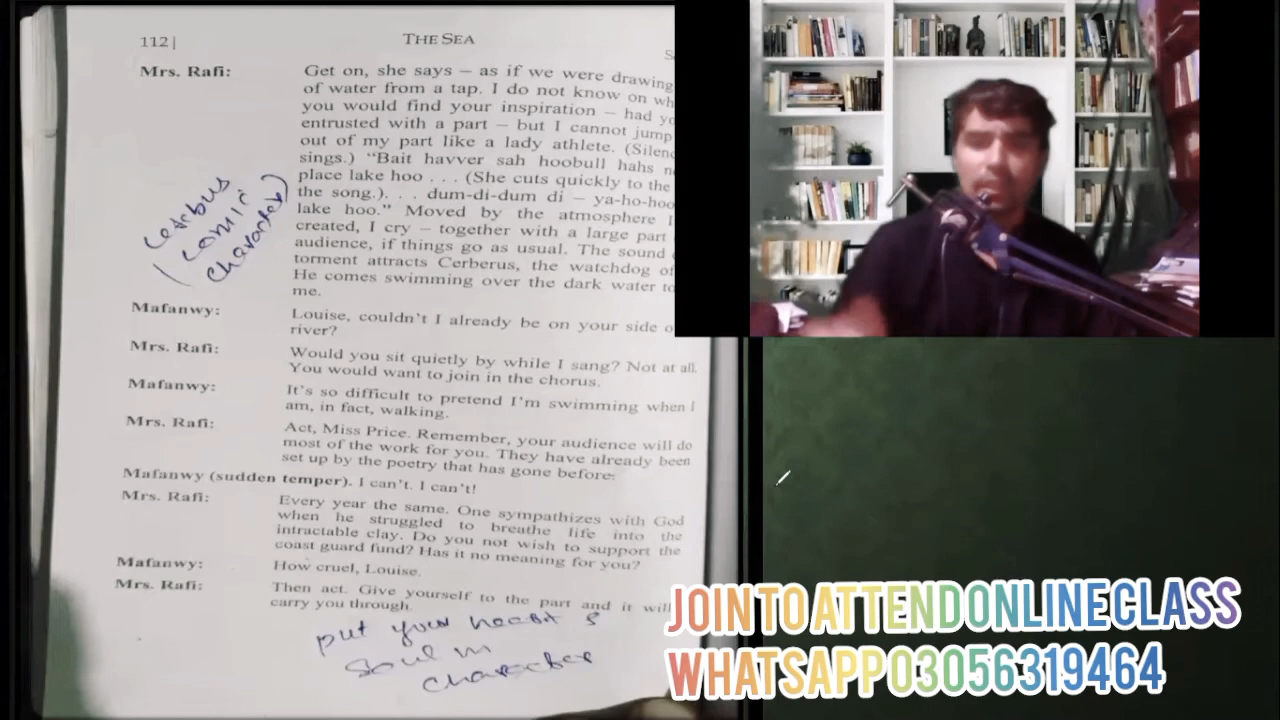 112| THE SEA
Mrs. Rafi: Get on, she says – as if we were drawing
of water from a tap. I do not know on
you would find your inspiration – had
entrusted with a part – but I cannot jump
out of my part like a lady athlete. (Silen
sings.) “Bait havver sah hoobull hahs
place lake hoo . . . (She cuts quickly to the
the song.). . . dum-di-dum di – ya-ho-hoo
lake hoo.” Moved by the atmosphere I
created, I cry – together with a large part
audience, if things go as usual. The sound
torment attracts Cerberus, the watchdog of
He comes swimming over the dark water to
me.
comic
character)
Mafanwy: Louise, couldn’t I already be on your side
river?
Mrs. Rafi: Would you sit quietly by while I sang? Not at all.
You would want to join in the chorus.
Mafanwy: It’s so difficult to pretend I’m swimming when I
am, in fact, walking.
Mrs. Rafi: Act, Miss Price. Remember, your audience will do
most of the work for you. They have already been
set up by the poetry that has gone before:
Mafanwy (sudden temper). I can’t. I can’t!
Mrs. Rafi: Every year the same. One sympathizes with God
when he struggled to breathe life into the
intractable clay. Do you not wish to support the
coast guard fund? Has it no meaning for you?
Mafanwy: How cruel, Louise.
Mrs. Rafi: Then act. Give yourself to the part and it will
carry you through.
put your heart &
soul in
character
JOIN TO ATTEND ONLINE CLASS
WHATSAPP 03056319464